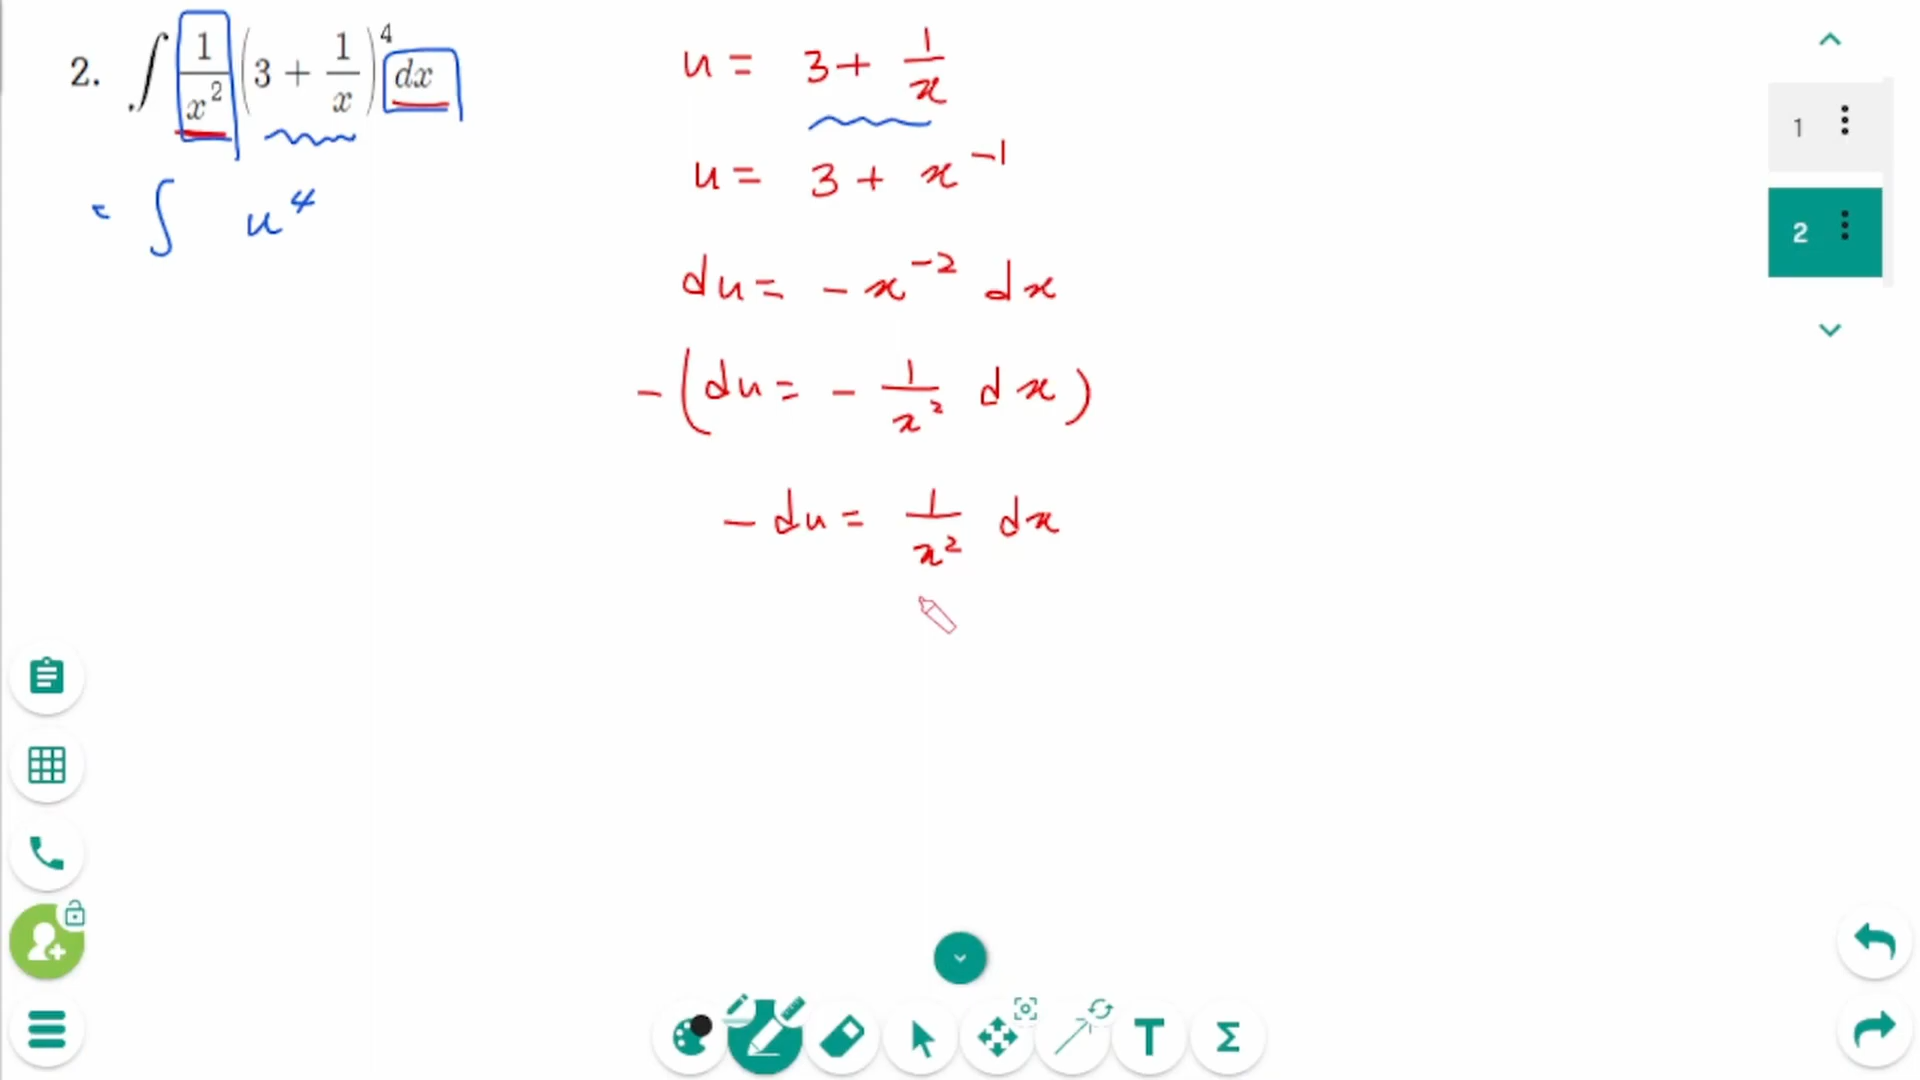 2. ∫ 1/x² (3 + 1/x)⁴ dx
= ∫ u⁴
u = 3 + 1/x
u = 3 + x⁻¹
du = - x⁻² dx
- (du = - 1/x² dx)
- du = 1/x² dx
1
2
T
Σ